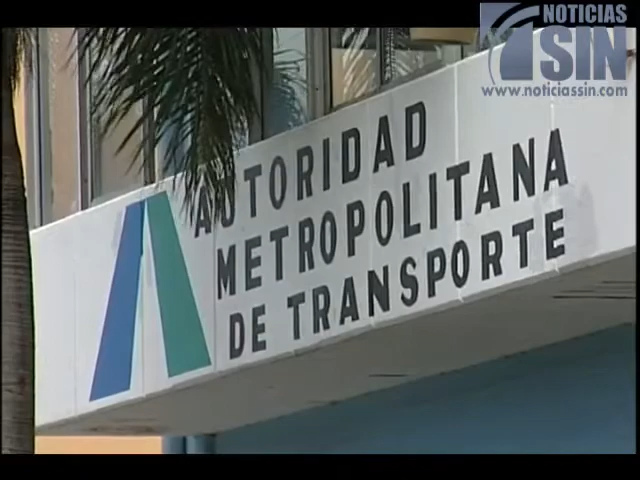 NOTICIAS
SIN
www.noticiassin.com
AUTORIDAD
METROPOLITANA
DE TRANSPORTE